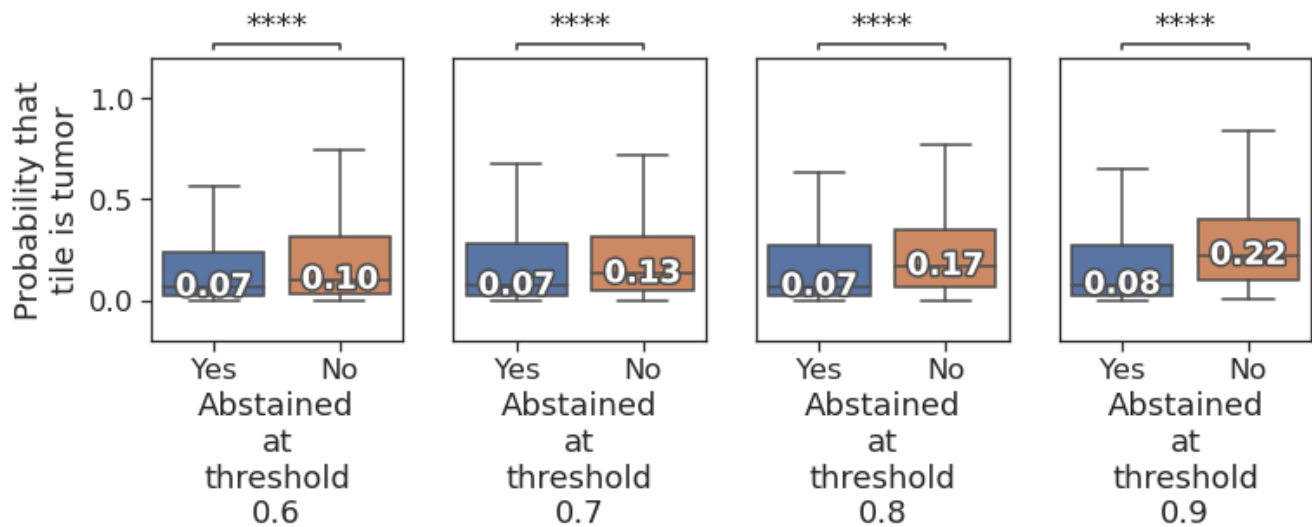 **** **** **** ****
Probability that
tile is tumor
1.0
0.5
0.0
0.07 0.10 0.07 0.13 0.07 0.17 0.08 0.22
Yes No Yes No Yes No Yes No
Abstained Abstained Abstained Abstained
at at at at
threshold threshold threshold threshold
0.6 0.7 0.8 0.9